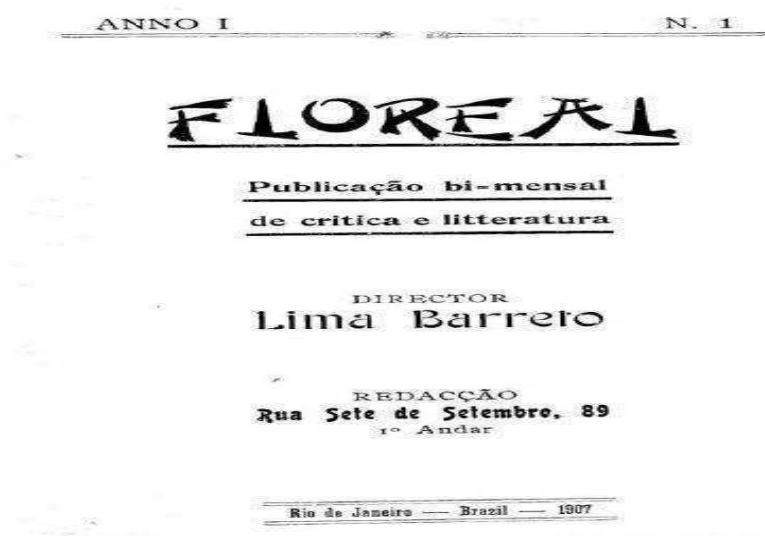 ANNO I N. 1
FLOREAL
Publicação bi-mensal
de critica e litteratura
DIRECTOR
Lima Barreto
REDACÇÃO
Rua Sete de Setembro, 89
1º Andar
Rio de Janeiro — Brazil — 1907